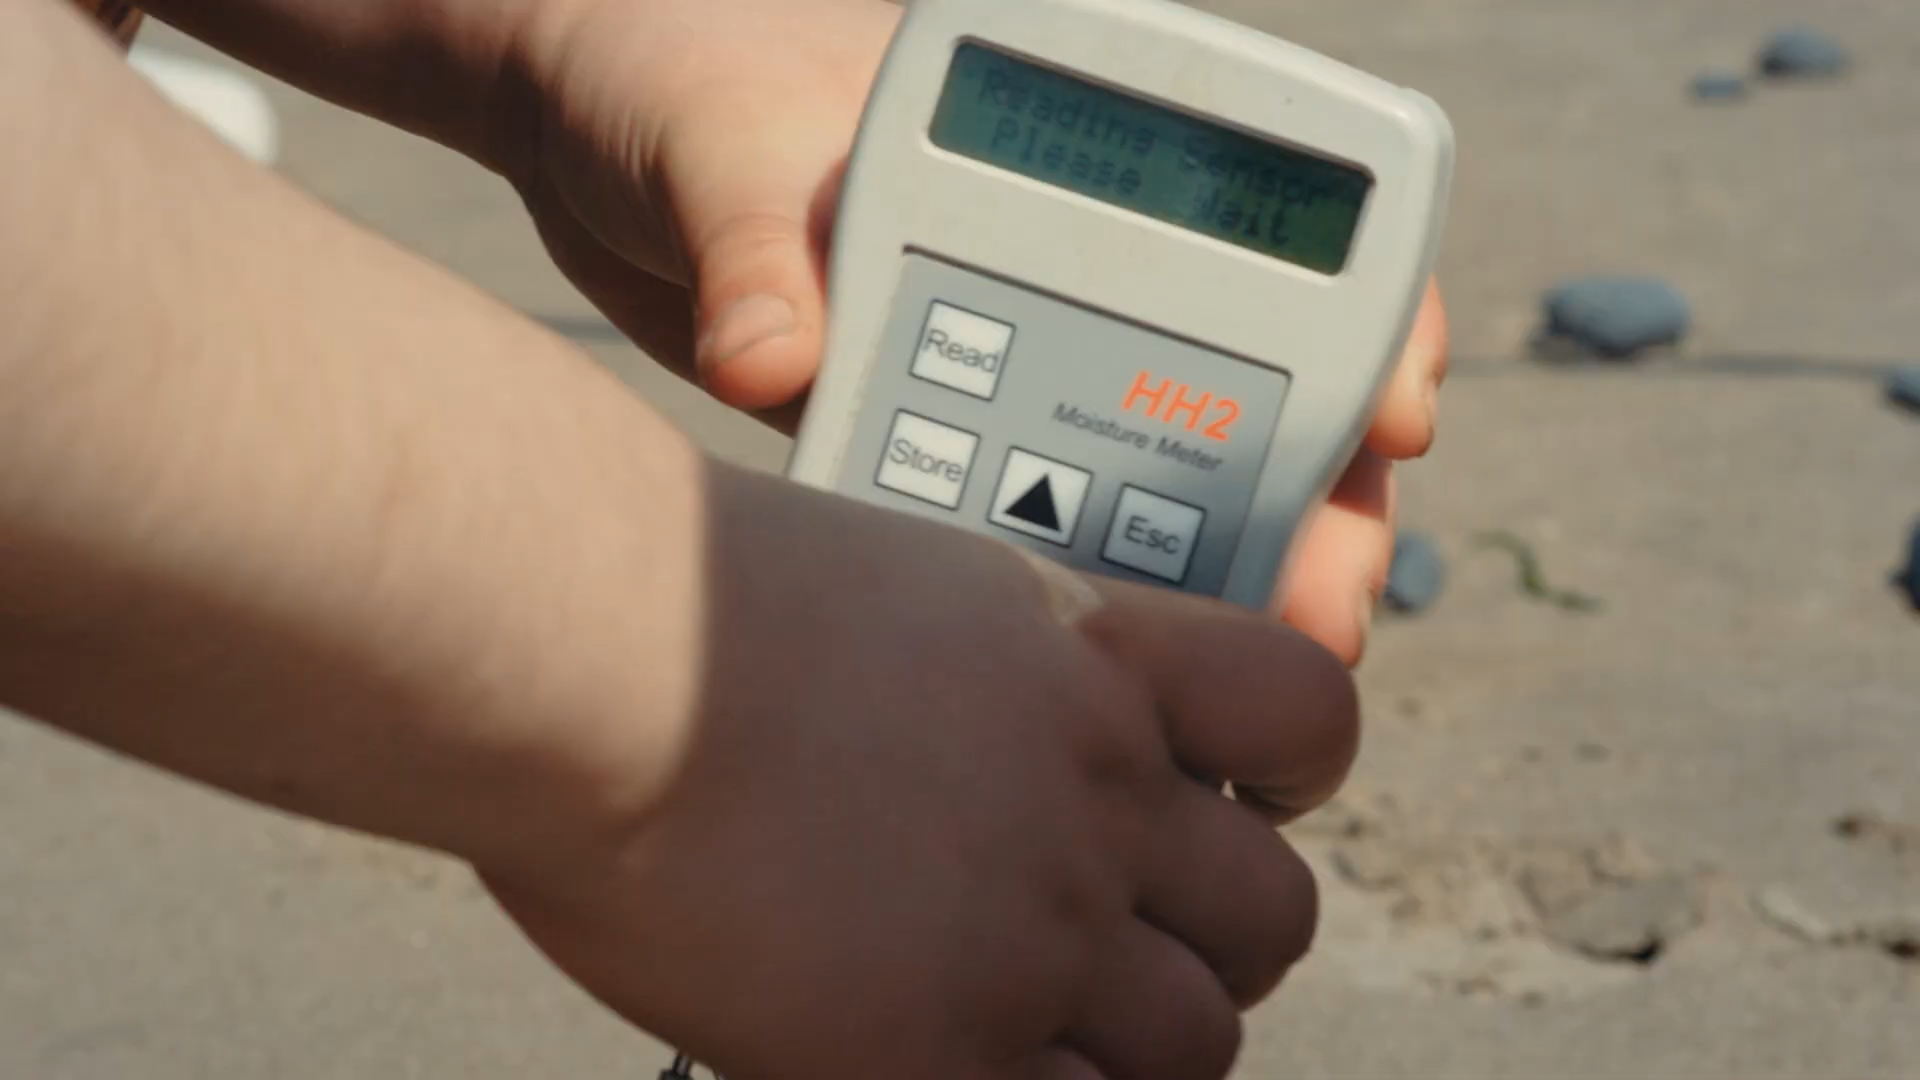 Reading Sensor
Please Wait
Read
HH2
Moisture Meter
Store
Esc